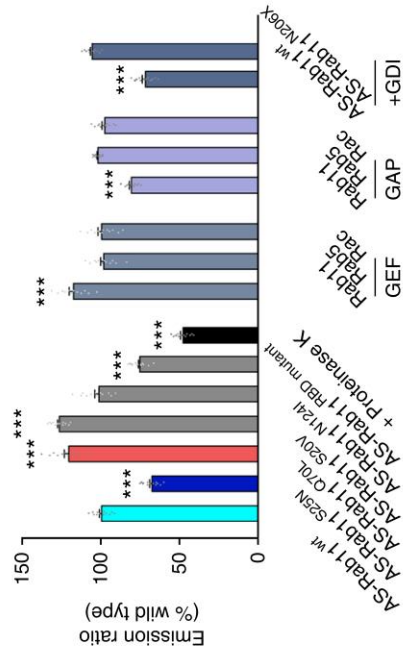 Emission ratio
(% wild type)
150
100
50
0
***
***
***
***
***
***
***
***
AS-Rab11 wt
AS-Rab11 S25N
AS-Rab11 Q70L
AS-Rab11 S20V
AS-Rab11 N124I
AS-Rab11 RBD mutant
+ Proteinase K
Rab11
Rab5
Rac
GEF
Rab11
Rab5
Rac
GAP
AS-Rab11 wt
AS-Rab11 N206X
+GDI